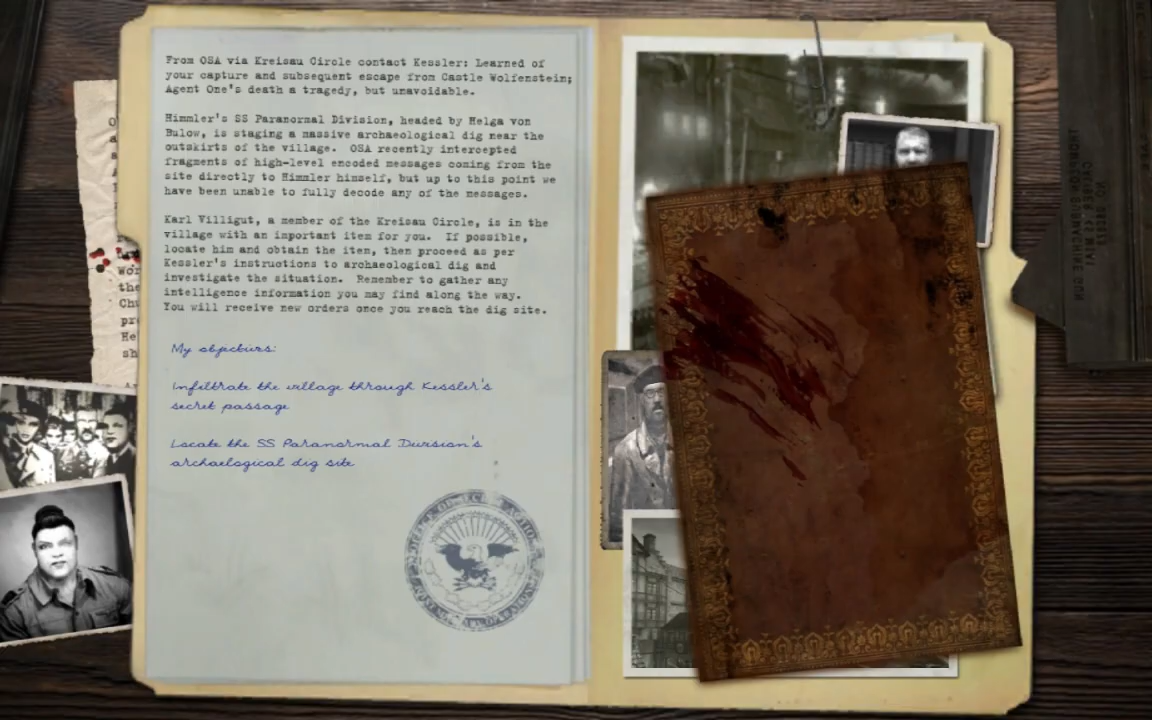 From OSA via Kreisau Circle contact Kessler: Learned of
your capture and subsequent escape from Castle Wolfenstein;
Agent One's death a tragedy, but unavoidable.
Himmler's SS Paranormal Division, headed by Helga von
Bulow, is staging a massive archaeological dig near the
outskirts of the village. OSA recently intercepted
fragments of high-level encoded messages coming from the
site directly to Himmler himself, but up to this point we
have been unable to fully decode any of the messages.
Karl Villigut, a member of the Kreisau Circle, is in the
village with an important item for you. If possible,
locate him and obtain the item, then proceed as per
Kessler's instructions to archaeological dig and
investigate the situation. Remember to gather any
intelligence information you may find along the way.
You will receive new orders once you reach the dig site.
My objectives:
Infiltrate the village through Kessler's
secret passage
Locate the SS Paranormal Division's
archaelogical dig site